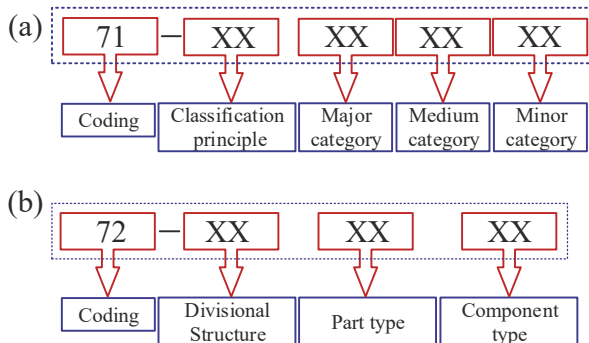 (a)
71 – XX XX XX XX
Coding
Classification
principle
Major
category
Medium
category
Minor
category
(b)
72 – XX XX XX
Coding
Divisional
Structure
Part type
Component
type